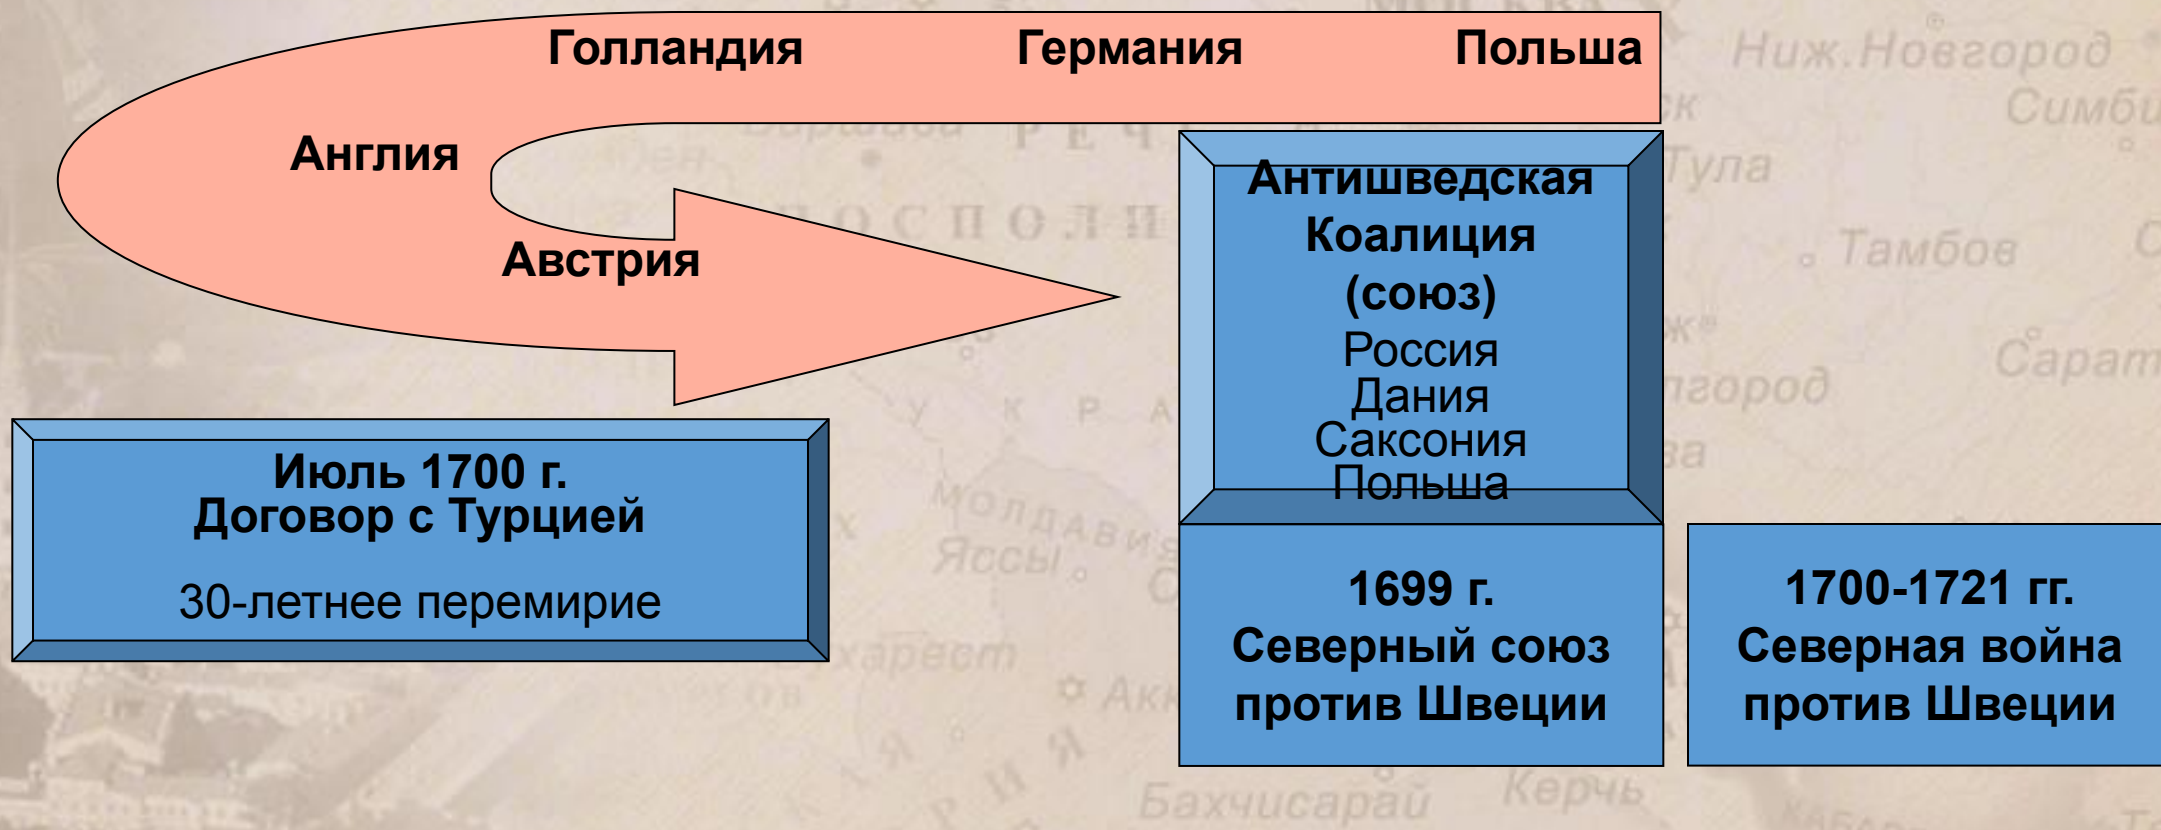 Голландия Германия Польша
Англия
Австрия
Антишведская
Коалиция
(союз)
Россия
Дания
Саксония
Польша
Июль 1700 г.
Договор с Турцией
30-летнее перемирие
1699 г.
Северный союз
против Швеции
1700-1721 гг.
Северная война
против Швеции
Ниж.Новгород
Тула
Тамбов
Яссы
Бахчисарай
Керчь